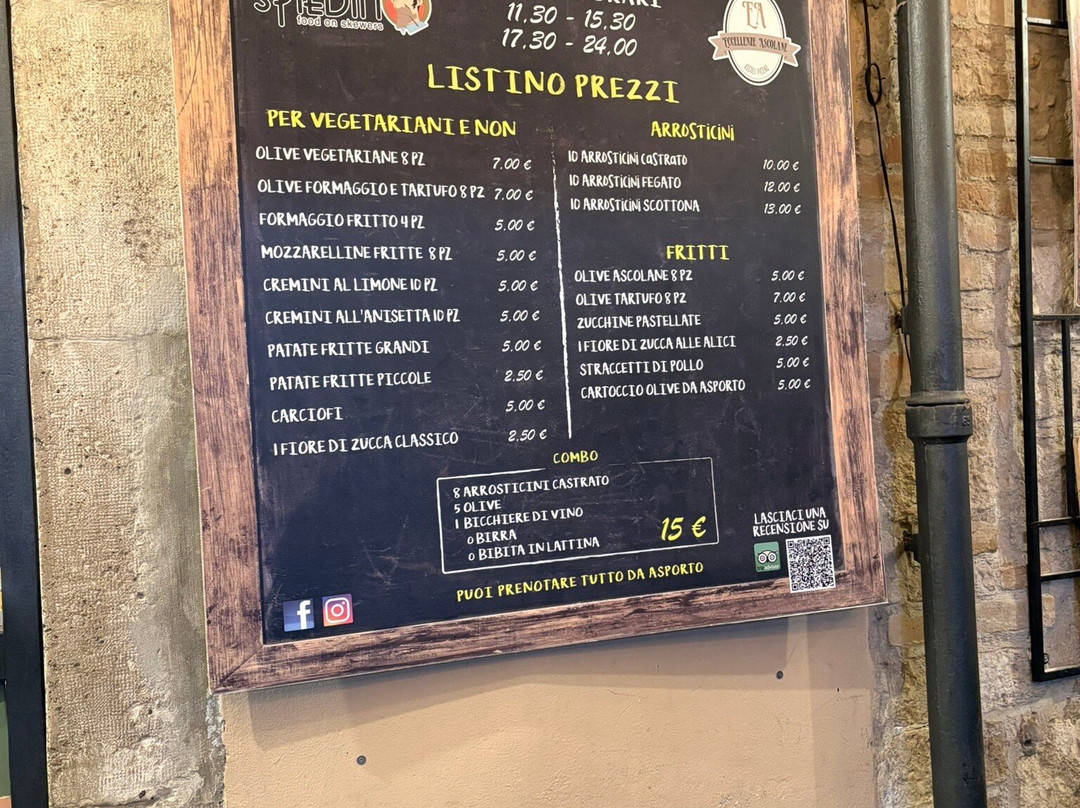 food on skewers
11.30 - 15.30
17.30 - 24.00
EA
ECCELLENZE ASCOLANE
LISTINO PREZZI
PER VEGETARIANI E NON
OLIVE VEGETARIANE 8 PZ 7.00 €
OLIVE FORMAGGIO E TARTUFO 8 PZ 7.00 €
FORMAGGIO FRITTO 4 PZ 5.00 €
MOZZARELLINE FRITTE 8 PZ 5.00 €
CREMINI AL LIMONE 10 PZ 5.00 €
CREMINI ALL'ANISETTA 10 PZ 5.00 €
PATATE FRITTE GRANDI 5.00 €
PATATE FRITTE PICCOLE 2.50 €
CARCIOFI 5.00 €
1 FIORE DI ZUCCA CLASSICO 2.50 €
ARROSTICINI
10 ARROSTICINI CASTRATO 10.00 €
10 ARROSTICINI FEGATO 12.00 €
10 ARROSTICINI SCOTTONA 13.00 €
FRITTI
OLIVE ASCOLANE 8 PZ 5.00 €
OLIVE TARTUFO 8 PZ 7.00 €
ZUCCHINE PASTELLATE 5.00 €
1 FIORE DI ZUCCA ALLE ALICI 2.50 €
STRACCETTI DI POLLO 5.00 €
CARTOCCIO OLIVE DA ASPORTO 5.00 €
COMBO
8 ARROSTICINI CASTRATO
5 OLIVE
1 BICCHIERE DI VINO
o BIRRA
o BIBITA IN LATTINA
15 €
PUOI PRENOTARE TUTTO DA ASPORTO
LASCIACI UNA
RECENSIONE SU